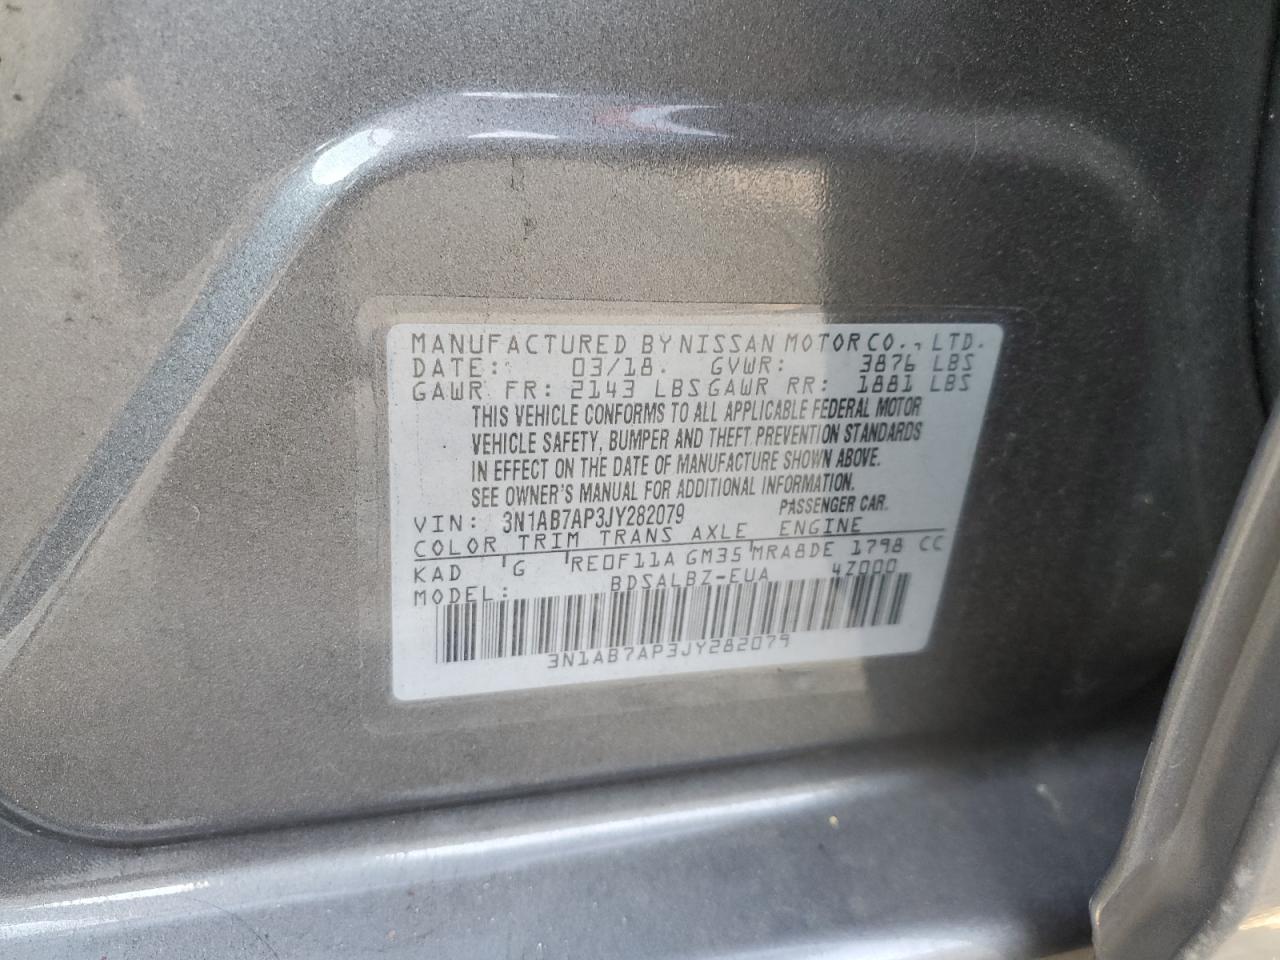 MANUFACTURED BY NISSAN MOTOR CO., LTD.
DATE: 03/18. GVWR: 3876 LBS
GAWR FR: 2143 LBS GAWR RR: 1881 LBS
THIS VEHICLE CONFORMS TO ALL APPLICABLE FEDERAL MOTOR
VEHICLE SAFETY, BUMPER AND THEFT PREVENTION STANDARDS
IN EFFECT ON THE DATE OF MANUFACTURE SHOWN ABOVE.
SEE OWNER'S MANUAL FOR ADDITIONAL INFORMATION.
VIN: 3N1AB7AP3JY282079 PASSENGER CAR.
COLOR TRIM TRANS AXLE ENGINE
KAD G RE0F11A GM35 MRA8DE 1798 CC
MODEL: BDSALBZ-EUA 4Z000
3N1AB7AP3JY282079